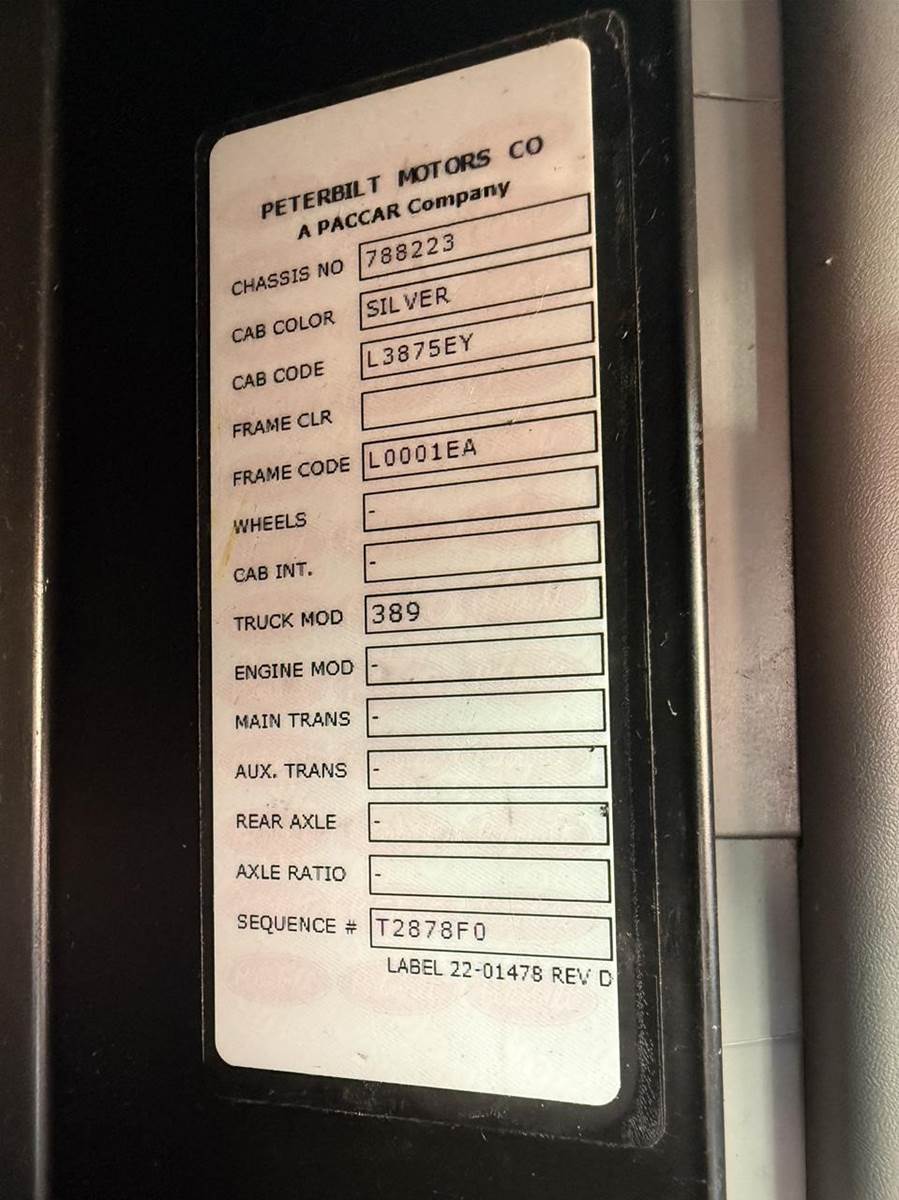 PETERBILT MOTORS CO
A PACCAR Company
CHASSIS NO 788223
CAB COLOR SILVER
CAB CODE L3875EY
FRAME CLR
FRAME CODE L0001EA
WHEELS -
CAB INT. -
TRUCK MOD 389
ENGINE MOD -
MAIN TRANS -
AUX. TRANS -
REAR AXLE -
AXLE RATIO -
SEQUENCE # T2878F0
LABEL 22-01478 REV D